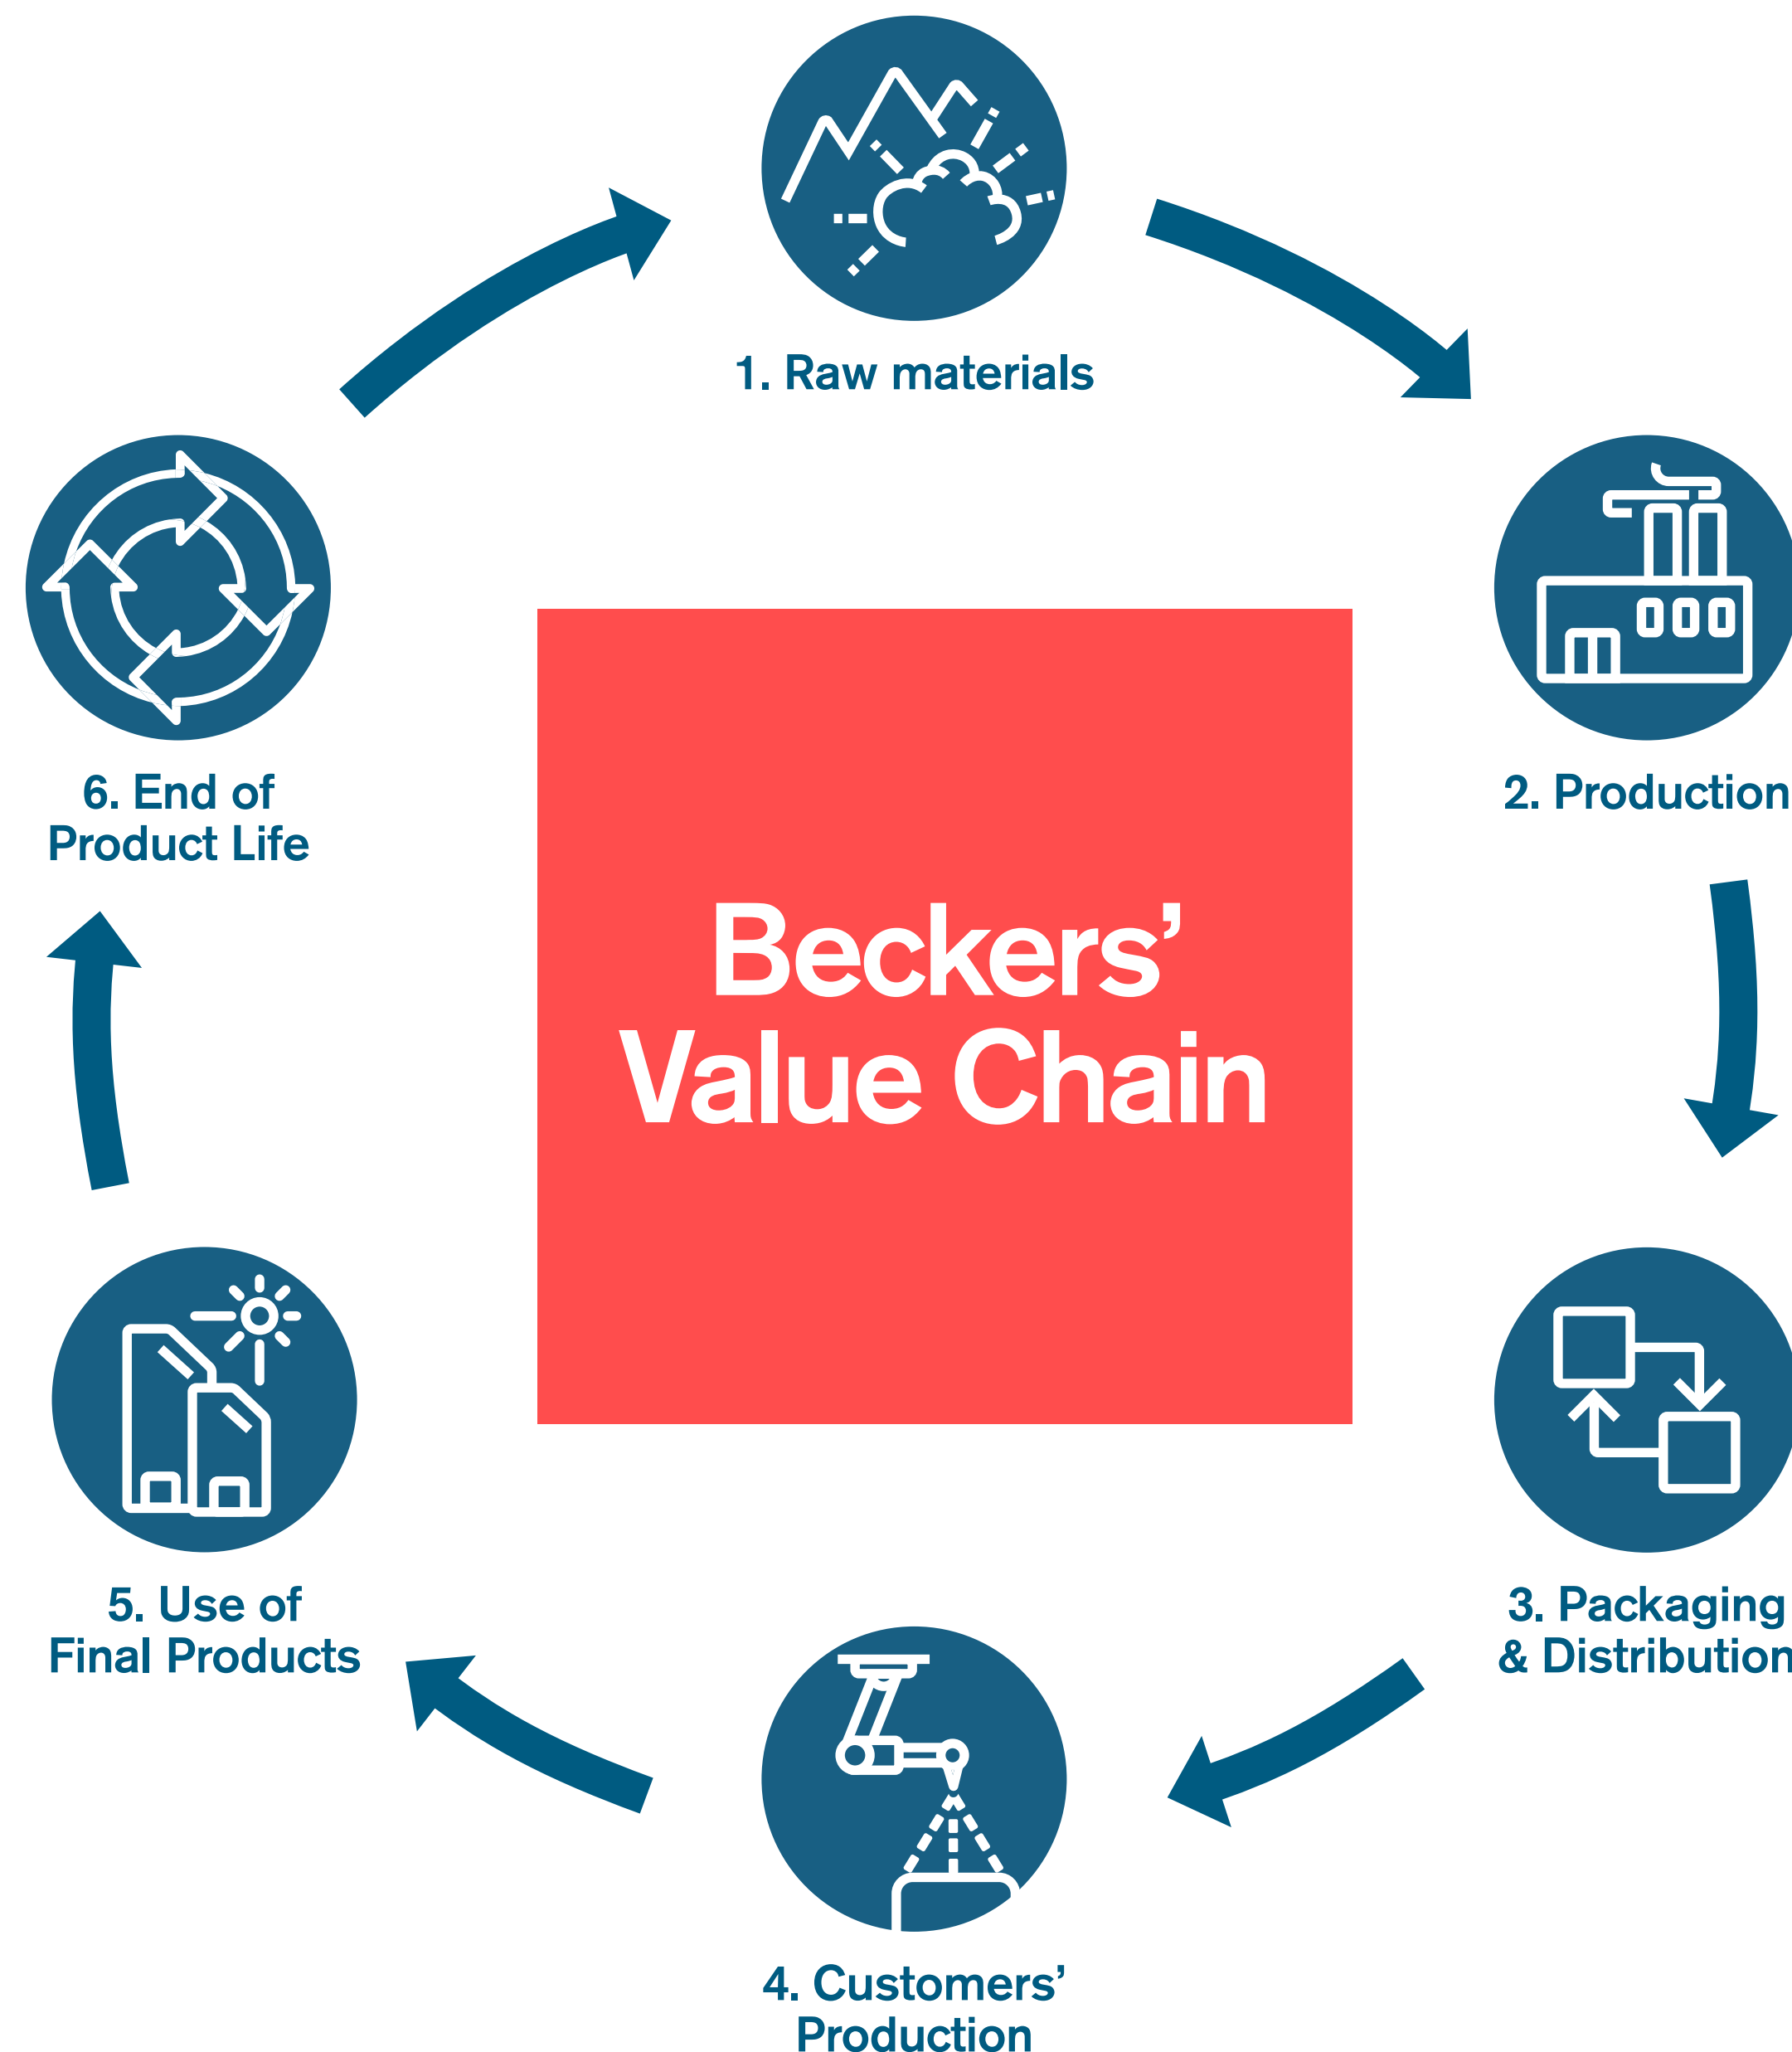 1. Raw materials
2. Production
3. Packaging
& Distribution
4. Customers’
Production
5. Use of
Final Products
6. End of
Product Life
Beckers’
Value Chain